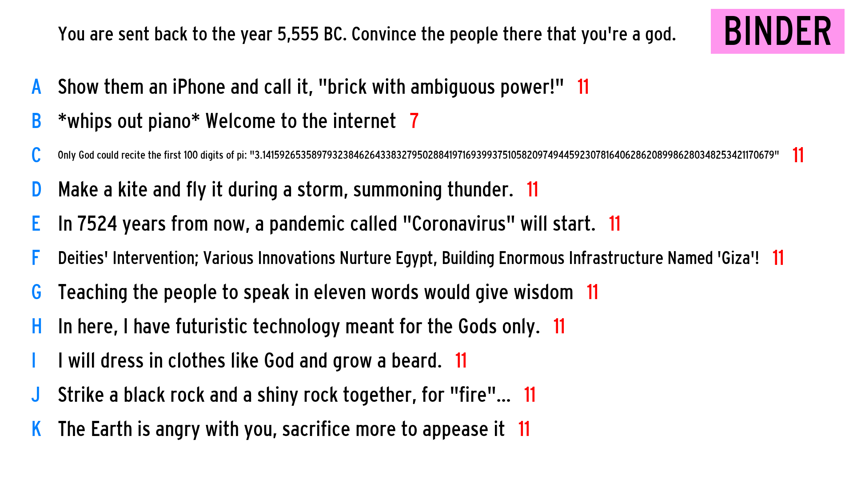 You are sent back to the year 5,555 BC. Convince the people there that you're a god.
BINDER
A Show them an iPhone and call it, "brick with ambiguous power!" 11
B *whips out piano* Welcome to the internet 7
C Only God could recite the first 100 digits of pi: "3.1415926535897932384626433832795028841971693993751058209749445923078164062862089986280348253421170679" 11
D Make a kite and fly it during a storm, summoning thunder. 11
E In 7524 years from now, a pandemic called "Coronavirus" will start. 11
F Deities' Intervention; Various Innovations Nurture Egypt, Building Enormous Infrastructure Named 'Giza'! 11
G Teaching the people to speak in eleven words would give wisdom 11
H In here, I have futuristic technology meant for the Gods only. 11
I I will dress in clothes like God and grow a beard. 11
J Strike a black rock and a shiny rock together, for "fire"... 11
K The Earth is angry with you, sacrifice more to appease it 11